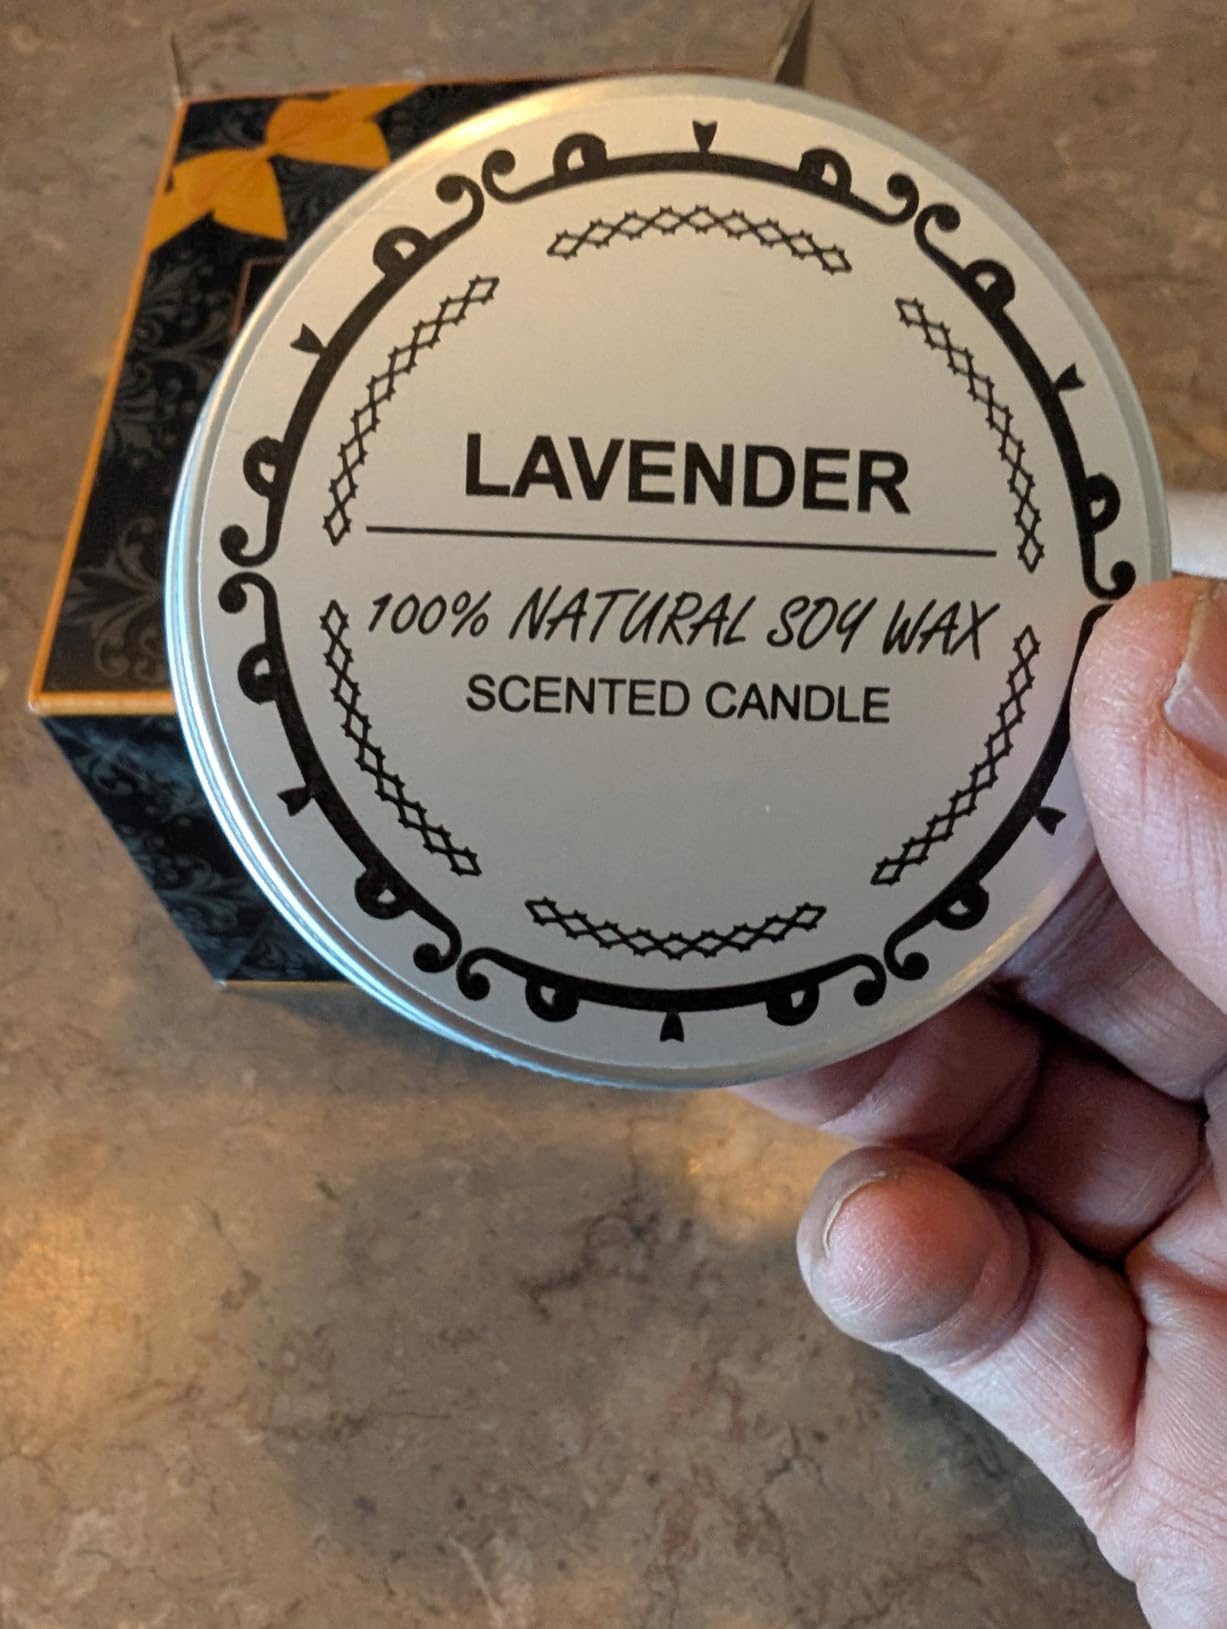 LAVENDER
100% NATURAL SOY WAX
SCENTED CANDLE